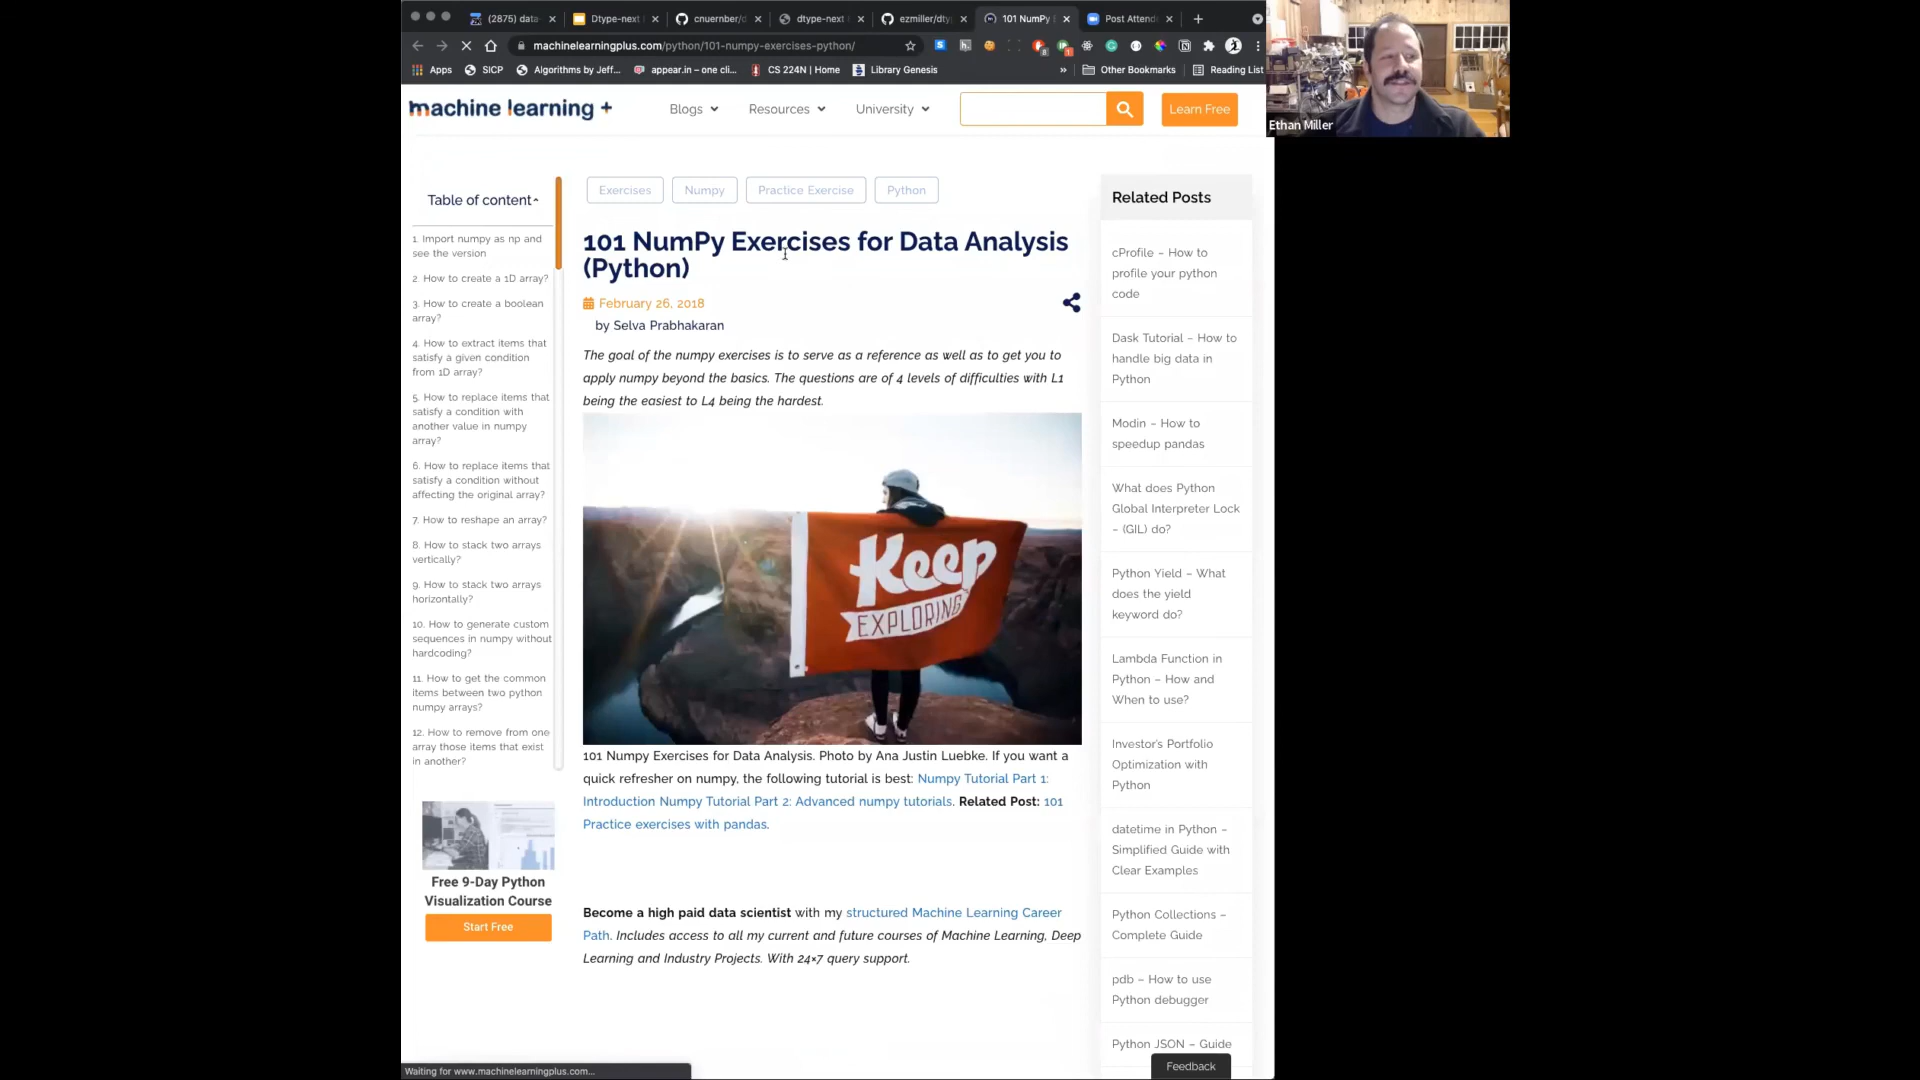 (2875) data-
Dtype-next
cnuernber/d
dtype-next
ezmiller/dty
101 NumPy E
Post Attend
machinelearningplus.com/python/101-numpy-exercises-python/
Apps
SICP
Algorithms by Jeff...
appear.in – one cli...
CS 224N | Home
Library Genesis
»
Other Bookmarks
Reading List
Ethan Miller
machine learning +
Blogs
Resources
University
Learn Free
Table of content
1. Import numpy as np and
see the version
2. How to create a 1D array?
3. How to create a boolean
array?
4. How to extract items that
satisfy a given condition
from 1D array?
5. How to replace items that
satisfy a condition with
another value in numpy
array?
6. How to replace items that
satisfy a condition without
affecting the original array?
7. How to reshape an array?
8. How to stack two arrays
vertically?
9. How to stack two arrays
horizontally?
10. How to generate custom
sequences in numpy without
hardcoding?
11. How to get the common
items between two python
numpy arrays?
12. How to remove from one
array those items that exist
in another?
Free 9-Day Python
Visualization Course
Start Free
Exercises
Numpy
Practice Exercise
Python
101 NumPy Exercises for Data Analysis
(Python)
February 26, 2018
by Selva Prabhakaran
The goal of the numpy exercises is to serve as a reference as well as to get you to
apply numpy beyond the basics. The questions are of 4 levels of difficulties with L1
being the easiest to L4 being the hardest.
Keep
EXPLORING
101 Numpy Exercises for Data Analysis. Photo by Ana Justin Luebke. If you want a
quick refresher on numpy, the following tutorial is best: Numpy Tutorial Part 1:
Introduction Numpy Tutorial Part 2: Advanced numpy tutorials. Related Post: 101
Practice exercises with pandas.
Become a high paid data scientist with my structured Machine Learning Career
Path. Includes access to all my current and future courses of Machine Learning, Deep
Learning and Industry Projects. With 24×7 query support.
Related Posts
cProfile – How to
profile your python
code
Dask Tutorial – How to
handle big data in
Python
Modin – How to
speedup pandas
What does Python
Global Interpreter Lock
– (GIL) do?
Python Yield – What
does the yield
keyword do?
Lambda Function in
Python – How and
When to use?
Investor's Portfolio
Optimization with
Python
datetime in Python –
Simplified Guide with
Clear Examples
Python Collections –
Complete Guide
pdb – How to use
Python debugger
Python JSON – Guide
Feedback
Waiting for www.machinelearningplus.com...